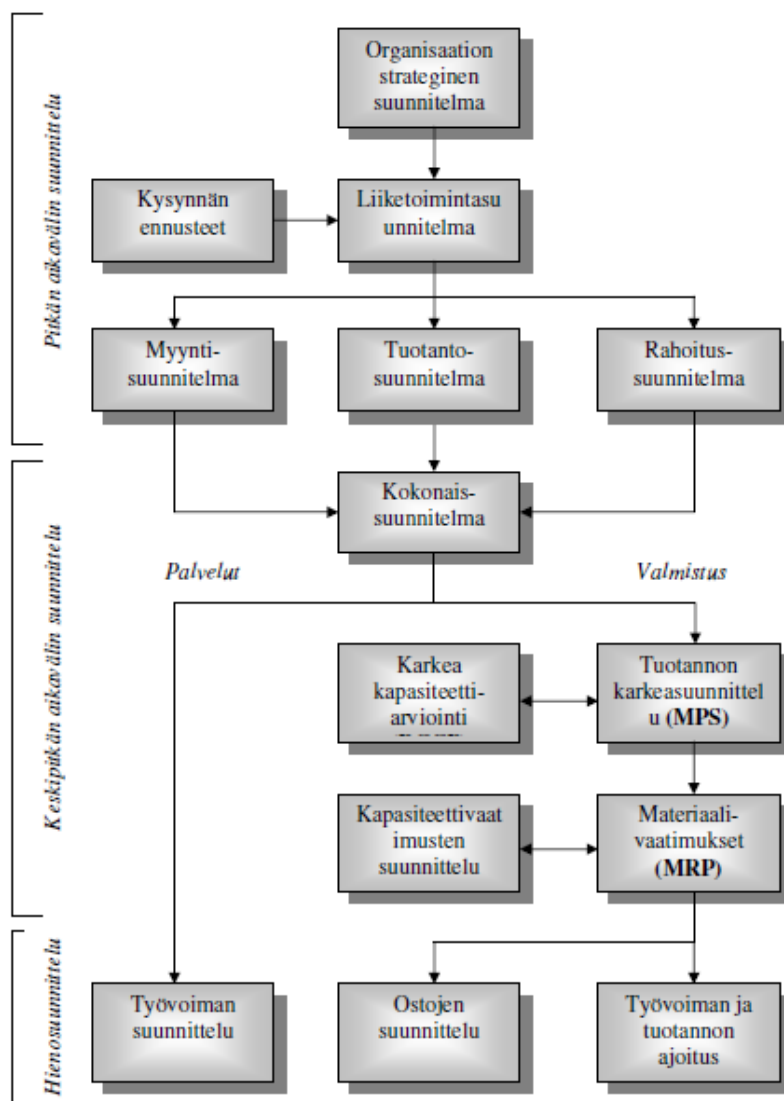 Pitkän aikavälin suunnittelu
Organisaation
strateginen
suunnitelma
Kysynnän
ennusteet
Liiketoimintasu
unnitelma
Myynti-
suunnitelma
Tuotanto-
suunnitelma
Rahoitus-
suunnitelma
Keskipitkän aikavälin suunnittelu
Kokonais-
suunnitelma
Palvelut
Valmistus
Karkea
kapasiteetti-
arviointi
Tuotannon
karkeasuunnittel
u (MPS)
Kapasiteettivaat
imusten
suunnittelu
Materiaali-
vaatimukset
(MRP)
Hienosuunnittelu
Työvoiman
suunnittelu
Ostojen
suunnittelu
Työvoiman ja
tuotannon
ajoitus